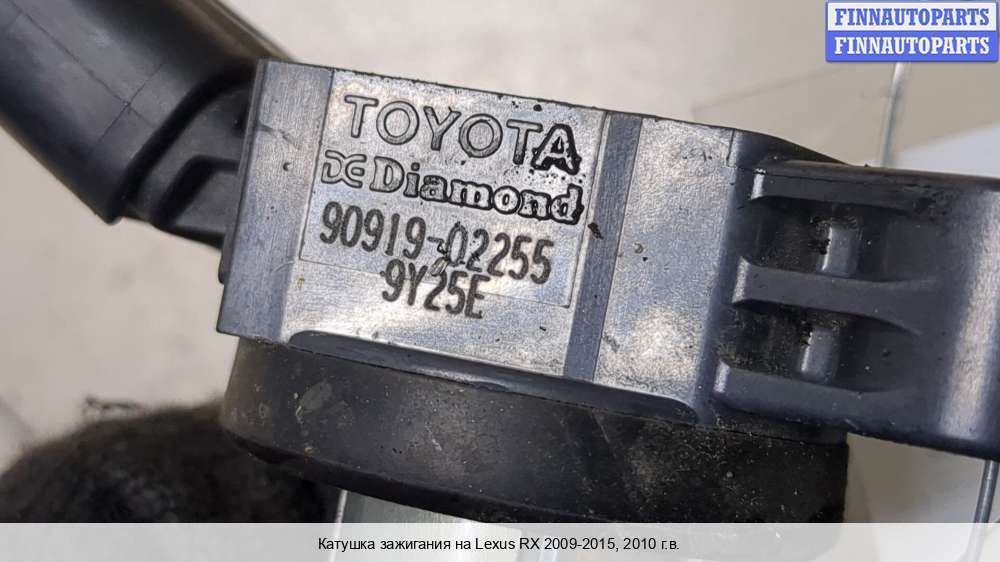 FINNAUTOPARTS
FINNAUTOPARTS
TOYOTA
Diamond
90919-02255
9Y25E
Катушка зажигания на Lexus RX 2009-2015, 2010 г.в.